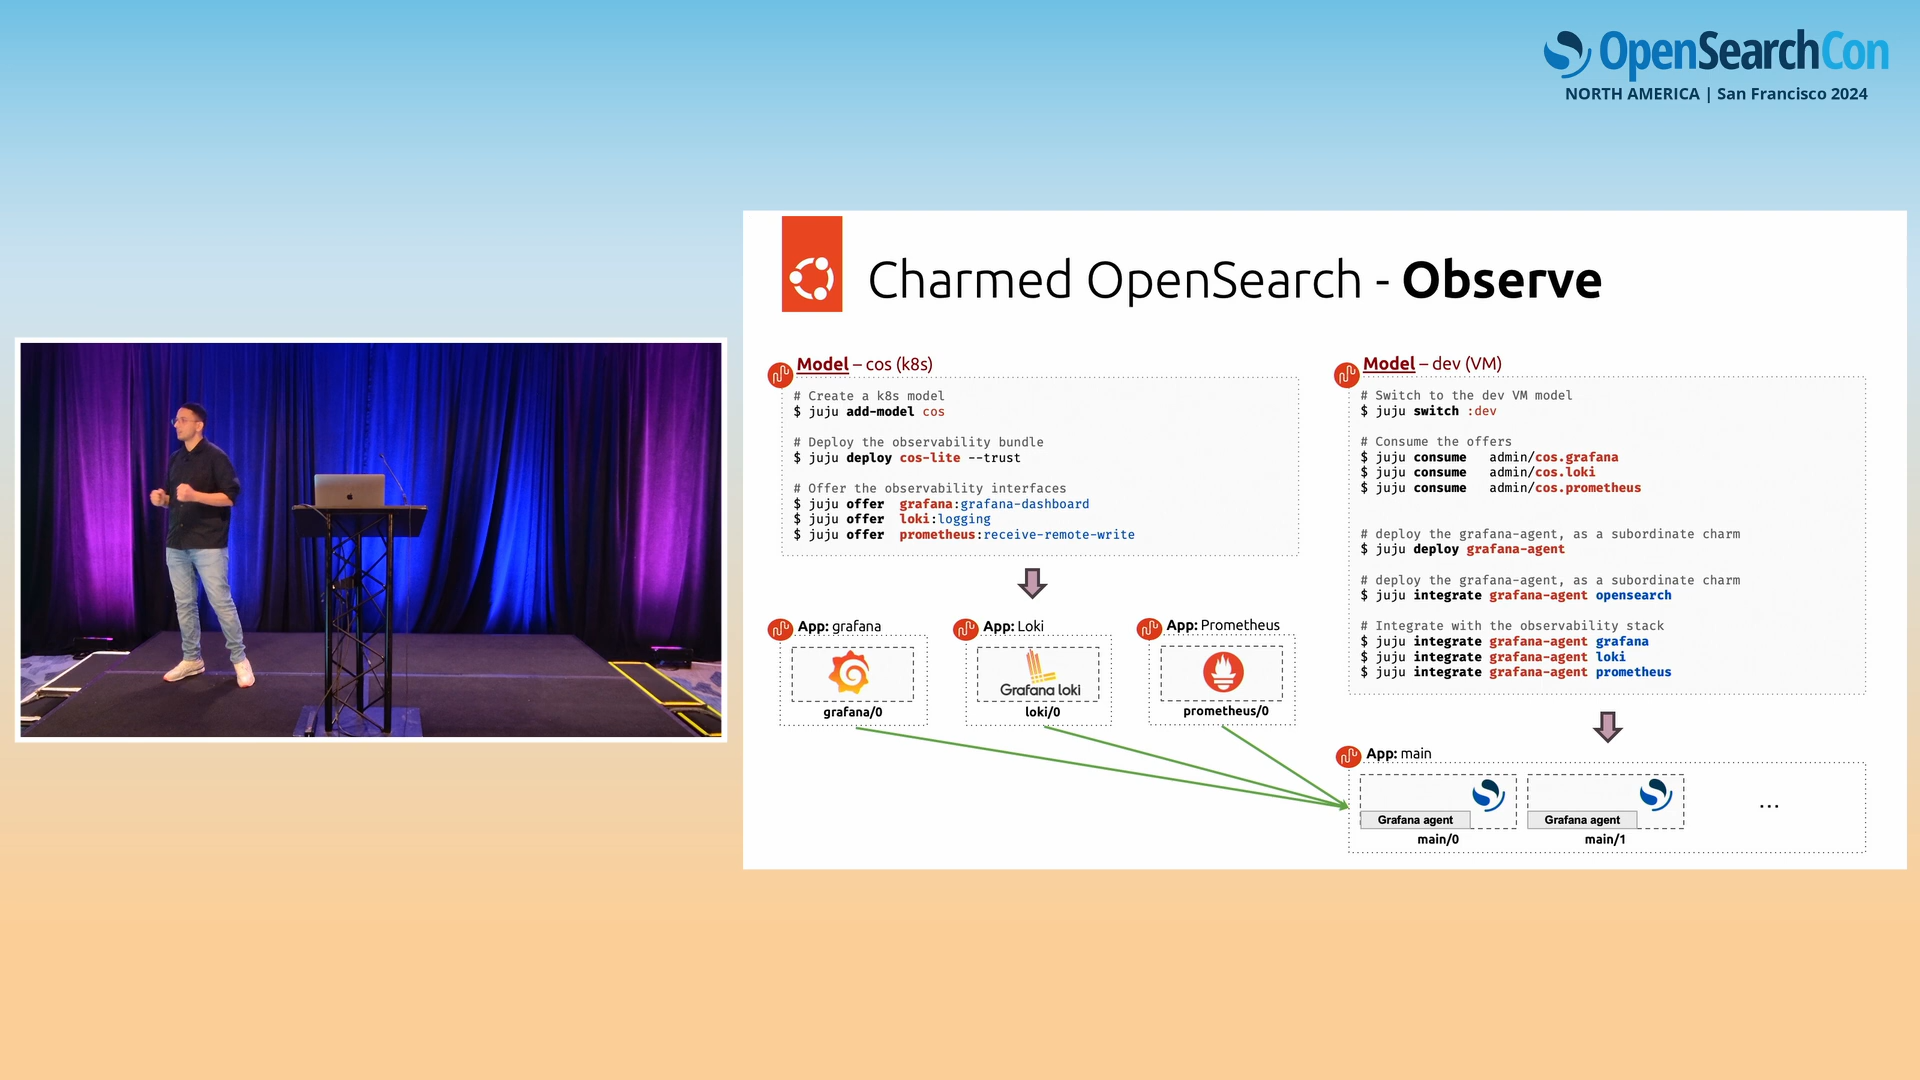 OpenSearchCon
NORTH AMERICA | San Francisco 2024
Charmed OpenSearch - Observe
Model – cos (k8s)
# Create a k8s model
$ juju add-model cos
# Deploy the observability bundle
$ juju deploy cos-lite --trust
# Offer the observability interfaces
$ juju offer grafana:grafana-dashboard
$ juju offer loki:logging
$ juju offer prometheus:receive-remote-write
App: grafana
grafana/0
App: Loki
Grafana loki
loki/0
App: Prometheus
prometheus/0
Model – dev (VM)
# Switch to the dev VM model
$ juju switch :dev
# Consume the offers
$ juju consume admin/cos.grafana
$ juju consume admin/cos.loki
$ juju consume admin/cos.prometheus
# deploy the grafana-agent, as a subordinate charm
$ juju deploy grafana-agent
# deploy the grafana-agent, as a subordinate charm
$ juju integrate grafana-agent opensearch
# Integrate with the observability stack
$ juju integrate grafana-agent grafana
$ juju integrate grafana-agent loki
$ juju integrate grafana-agent prometheus
App: main
Grafana agent
main/0
Grafana agent
main/1
...